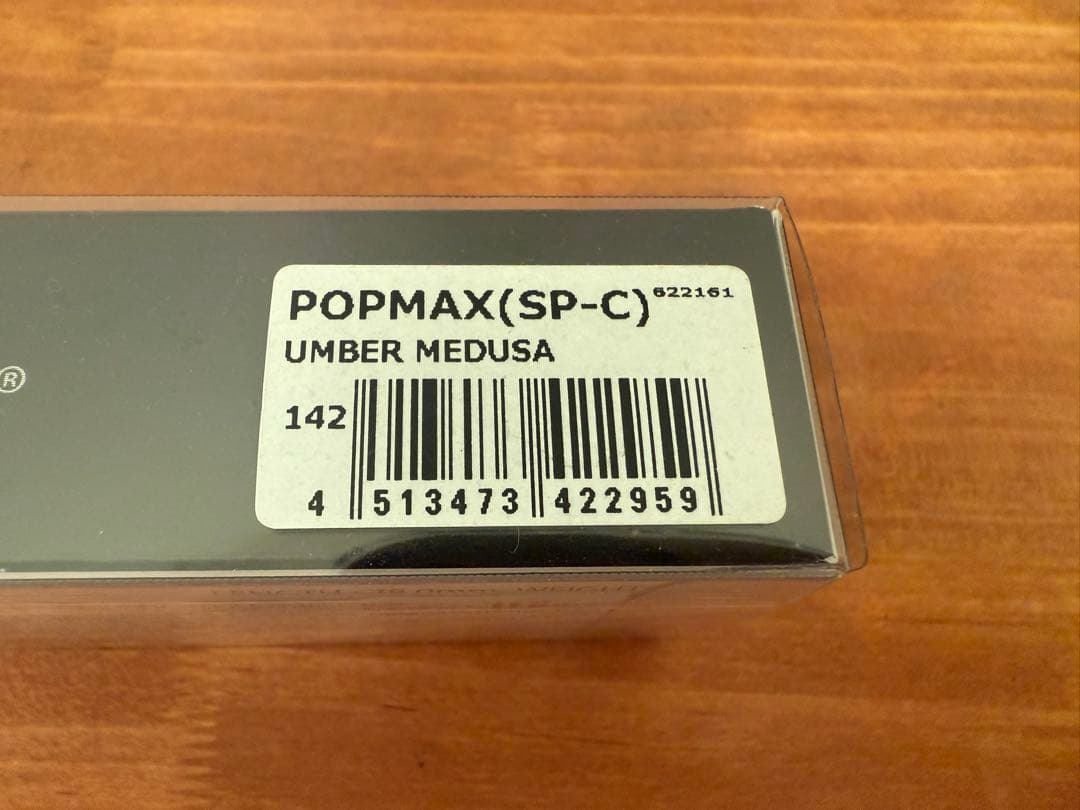 POPMAX(SP-C) 622161
UMBER MEDUSA
142
4 513473 422959
®